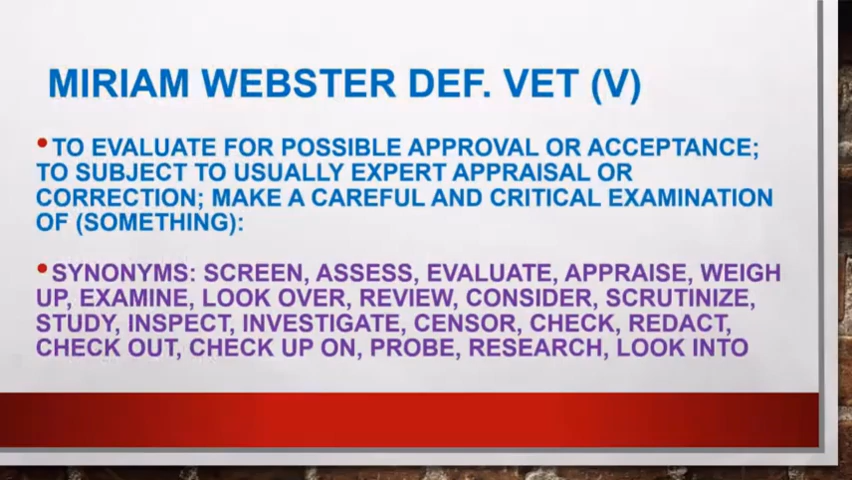 MIRIAM WEBSTER DEF. VET (V)
•TO EVALUATE FOR POSSIBLE APPROVAL OR ACCEPTANCE;
TO SUBJECT TO USUALLY EXPERT APPRAISAL OR
CORRECTION; MAKE A CAREFUL AND CRITICAL EXAMINATION
OF (SOMETHING):
•SYNONYMS: SCREEN, ASSESS, EVALUATE, APPRAISE, WEIGH
UP, EXAMINE, LOOK OVER, REVIEW, CONSIDER, SCRUTINIZE,
STUDY, INSPECT, INVESTIGATE, CENSOR, CHECK, REDACT,
CHECK OUT, CHECK UP ON, PROBE, RESEARCH, LOOK INTO